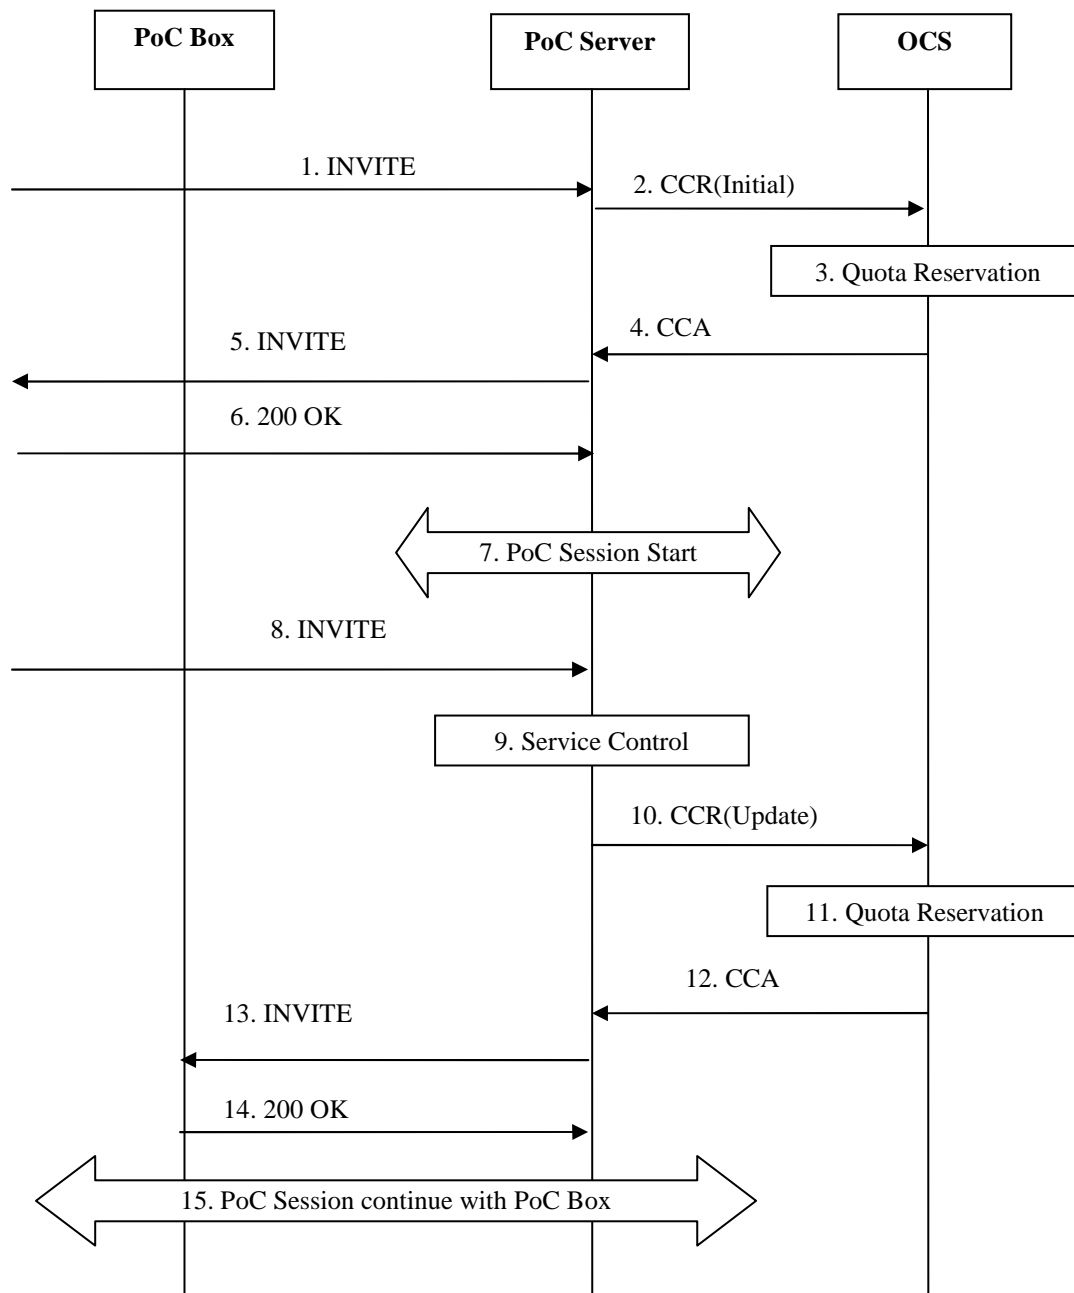 PoC Box
PoC Server
OCS
1. INVITE
2. CCR(Initial)
3. Quota Reservation
4. CCA
5. INVITE
6. 200 OK
7. PoC Session Start
8. INVITE
9. Service Control
10. CCR(Update)
11. Quota Reservation
12. CCA
13. INVITE
14. 200 OK
15. PoC Session continue with PoC Box